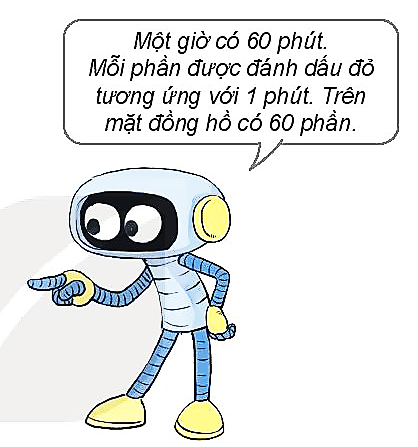 Một giờ có 60 phút.
Mỗi phần được đánh dấu đỏ
tương ứng với 1 phút. Trên
mặt đồng hồ có 60 phần.